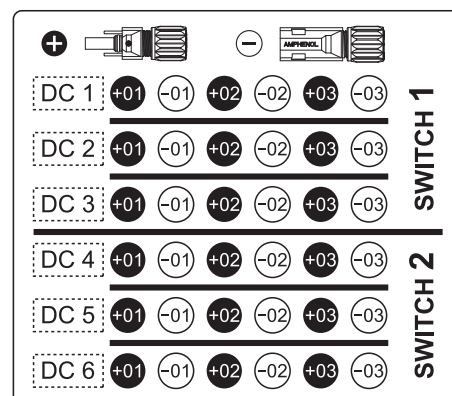 + −
AMPHENOL
DC 1 +01 −01 +02 −02 +03 −03
DC 2 +01 −01 +02 −02 +03 −03
DC 3 +01 −01 +02 −02 +03 −03
SWITCH 1
DC 4 +01 −01 +02 −02 +03 −03
DC 5 +01 −01 +02 −02 +03 −03
DC 6 +01 −01 +02 −02 +03 −03
SWITCH 2